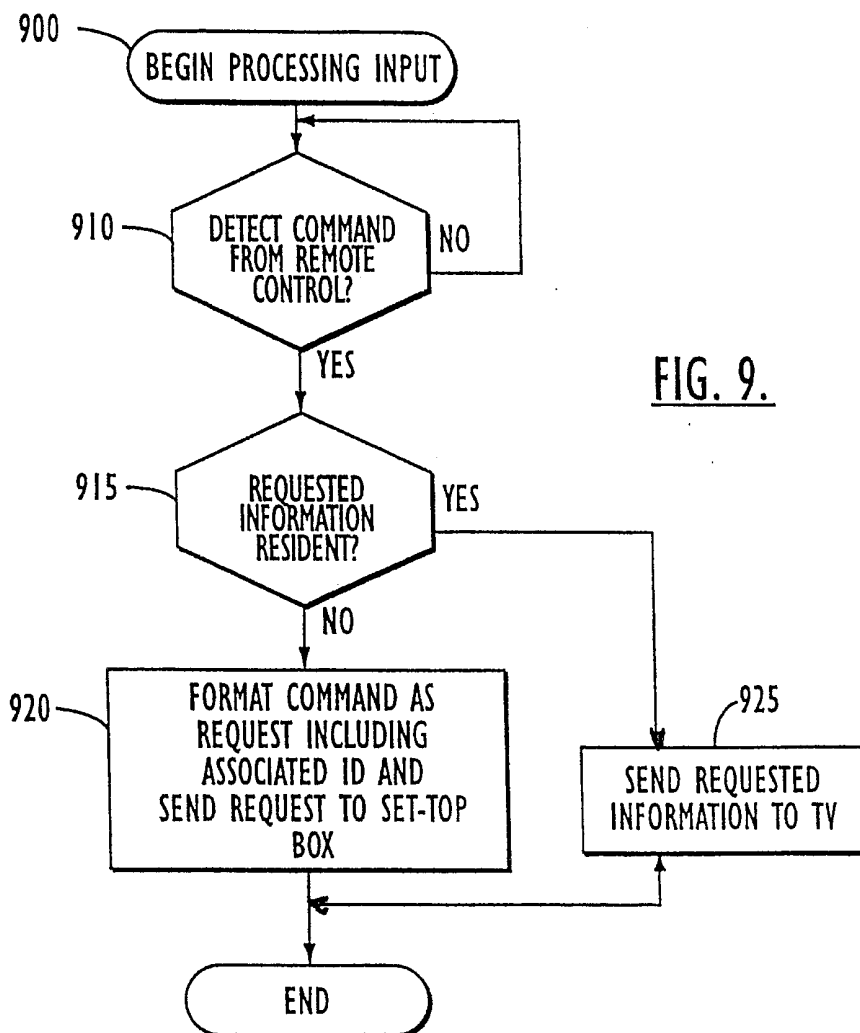 900
BEGIN PROCESSING INPUT
910
DETECT COMMAND
FROM REMOTE
CONTROL?
NO
YES
FIG. 9.
915
REQUESTED
INFORMATION
RESIDENT?
YES
NO
920
FORMAT COMMAND AS
REQUEST INCLUDING
ASSOCIATED ID AND
SEND REQUEST TO SET-TOP
BOX
925
SEND REQUESTED
INFORMATION TO TV
END